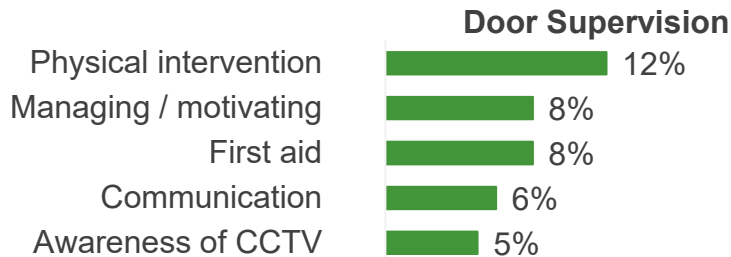 Door Supervision
Physical intervention 12%
Managing / motivating 8%
First aid 8%
Communication 6%
Awareness of CCTV 5%